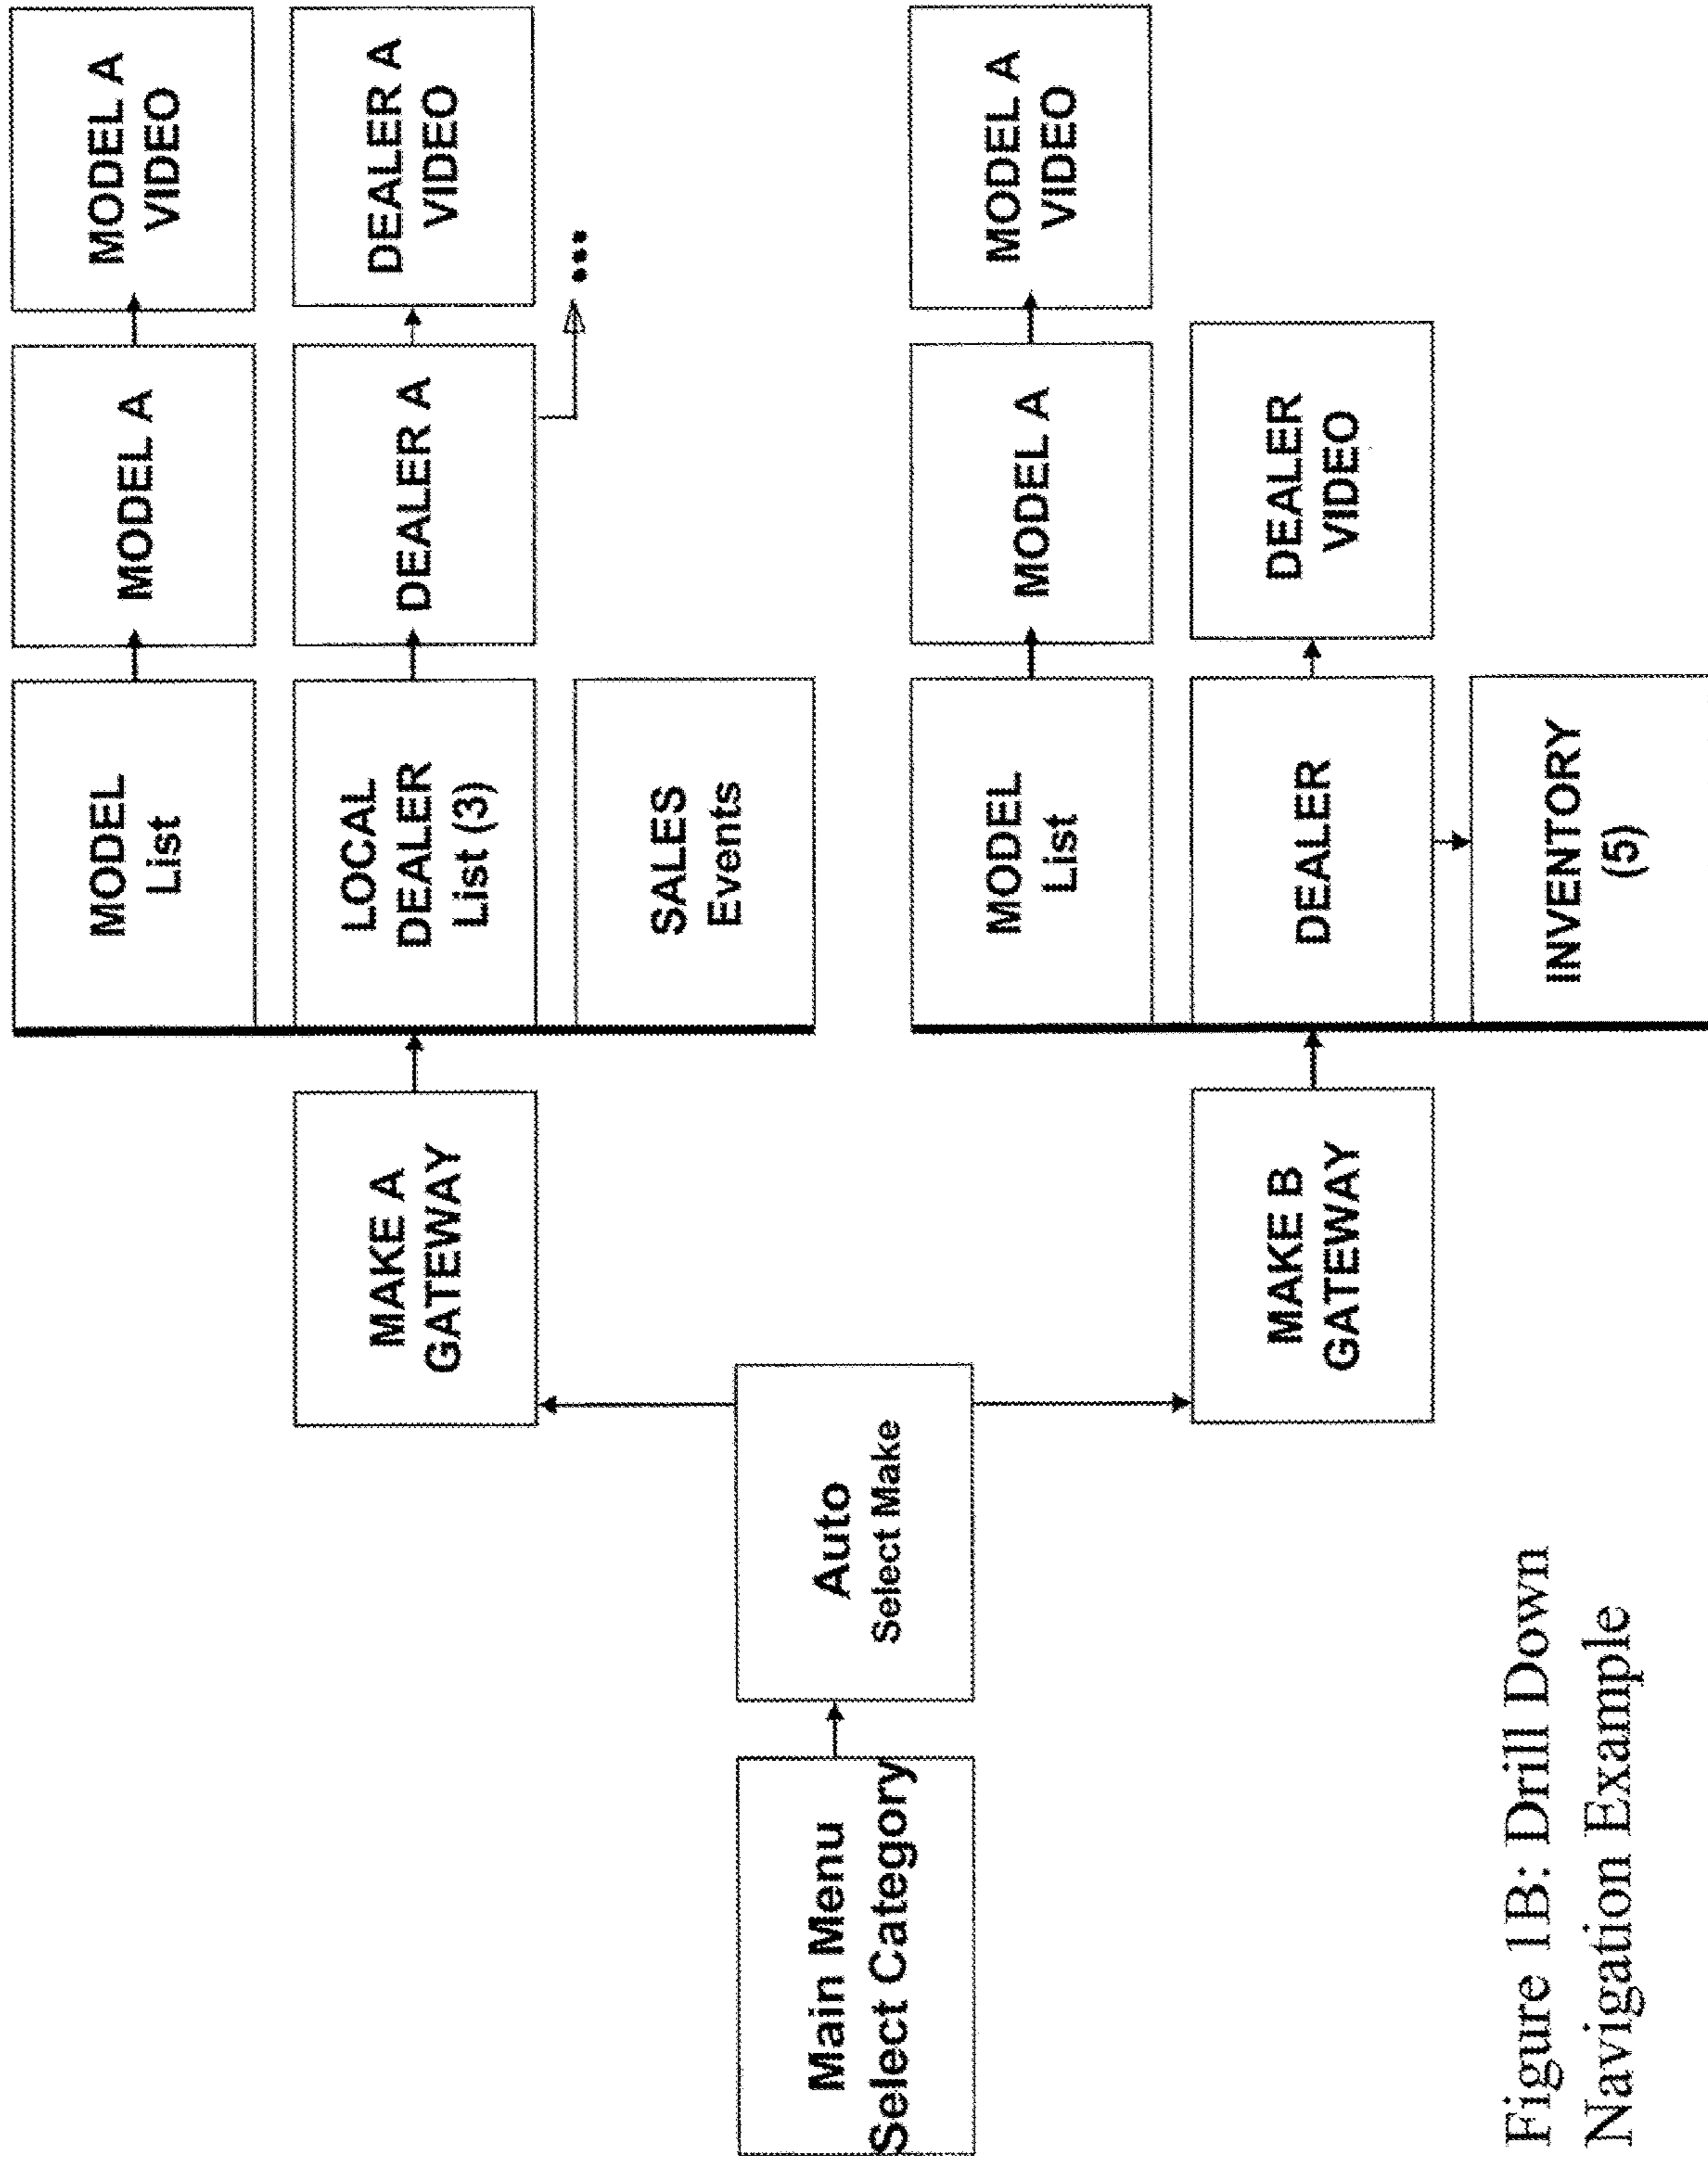 Main Menu
Select Category
Auto
Select Make
MAKE A
GATEWAY
MODEL
List
MODEL A
MODEL A
VIDEO
LOCAL
DEALER
List (3)
DEALER A
DEALER A
VIDEO
•••
SALES
Events
MAKE B
GATEWAY
MODEL
List
MODEL A
MODEL A
VIDEO
DEALER
DEALER
VIDEO
INVENTORY
(5)
Figure 1B: Drill Down
Navigation Example